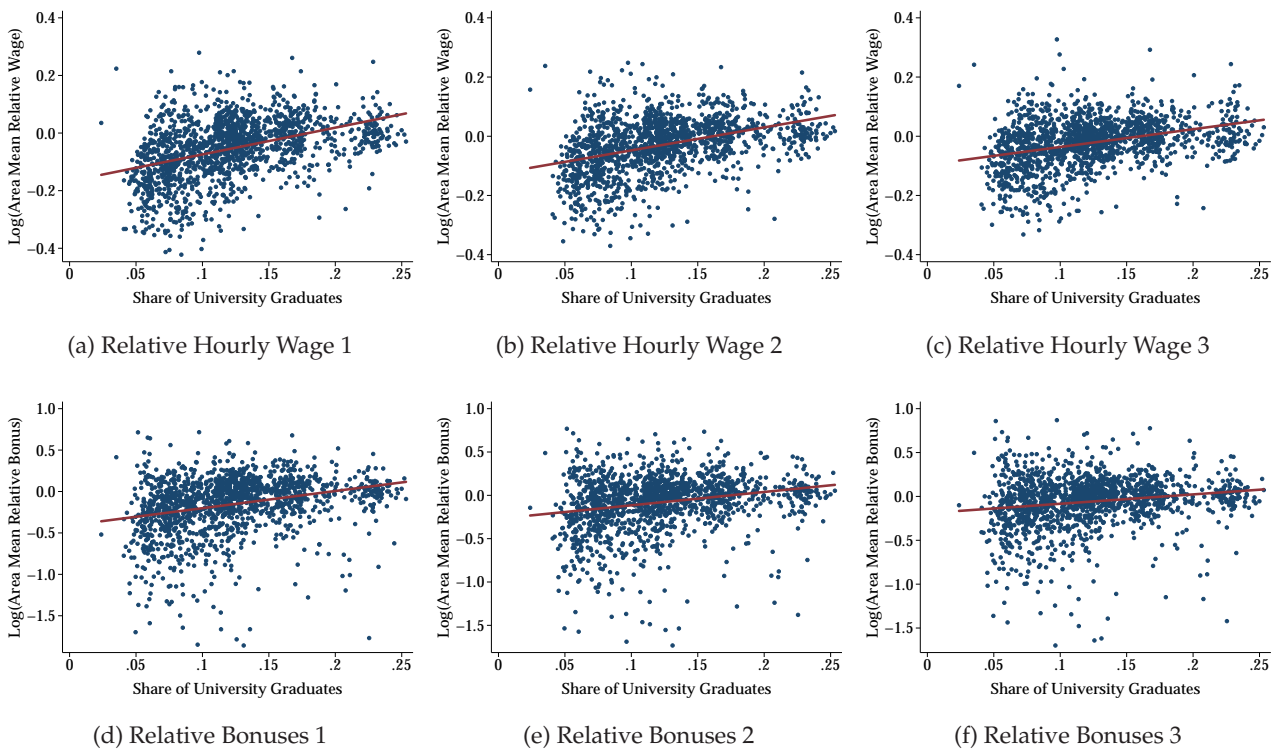 Log(Area Mean Relative Wage)
0.4
0.2
0.0
−0.2
−0.4
0 .05 .1 .15 .2 .25
Share of University Graduates
(a) Relative Hourly Wage 1
Log(Area Mean Relative Wage)
0.4
0.2
0.0
−0.2
−0.4
0 .05 .1 .15 .2 .25
Share of University Graduates
(b) Relative Hourly Wage 2
Log(Area Mean Relative Wage)
0.4
0.2
0.0
−0.2
−0.4
0 .05 .1 .15 .2 .25
Share of University Graduates
(c) Relative Hourly Wage 3
Log(Area Mean Relative Bonus)
1.0
0.5
0.0
−0.5
−1.0
−1.5
0 .05 .1 .15 .2 .25
Share of University Graduates
(d) Relative Bonuses 1
Log(Area Mean Relative Bonus)
1.0
0.5
0.0
−0.5
−1.0
−1.5
0 .05 .1 .15 .2 .25
Share of University Graduates
(e) Relative Bonuses 2
Log(Area Mean Relative Bonus)
1.0
0.5
0.0
−0.5
−1.0
−1.5
0 .05 .1 .15 .2 .25
Share of University Graduates
(f) Relative Bonuses 3